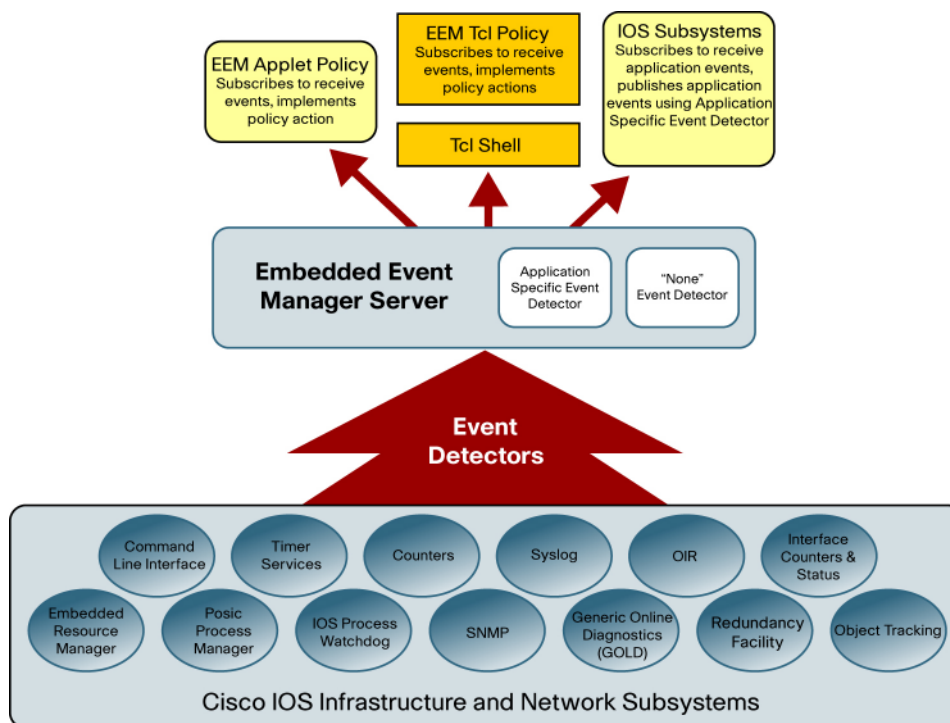 EEM Applet Policy
Subscribes to receive
events, implements
policy action
EEM Tcl Policy
Subscribes to receive
events, implements
policy actions
Tcl Shell
IOS Subsystems
Subscribes to receive
application events,
publishes application
events using Application
Specific Event Detector
Embedded Event
Manager Server
Application
Specific Event
Detector
“None”
Event Detector
Event
Detectors
Command
Line Interface
Timer
Services
Counters
Syslog
OIR
Interface
Counters &
Status
Embedded
Resource
Manager
Posic
Process
Manager
IOS Process
Watchdog
SNMP
Generic Online
Diagnostics
(GOLD)
Redundancy
Facility
Object Tracking
Cisco IOS Infrastructure and Network Subsystems